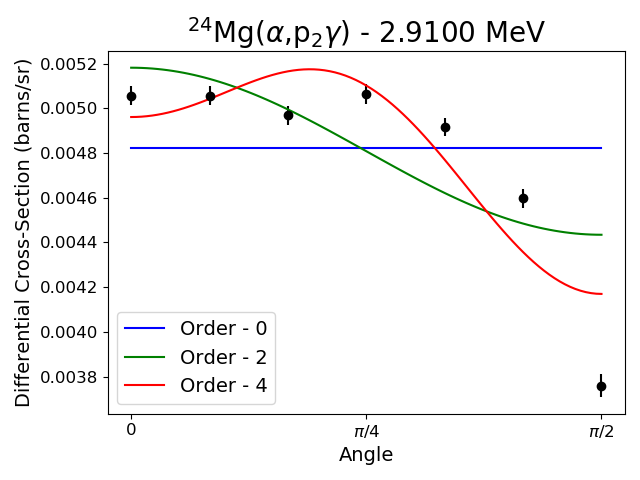 ²⁴Mg(α,p₂γ) - 2.9100 MeV
Differential Cross-Section (barns/sr)
0.0052
0.0050
0.0048
0.0046
0.0044
0.0042
0.0040
0.0038
Order - 0
Order - 2
Order - 4
0
π/4
π/2
Angle